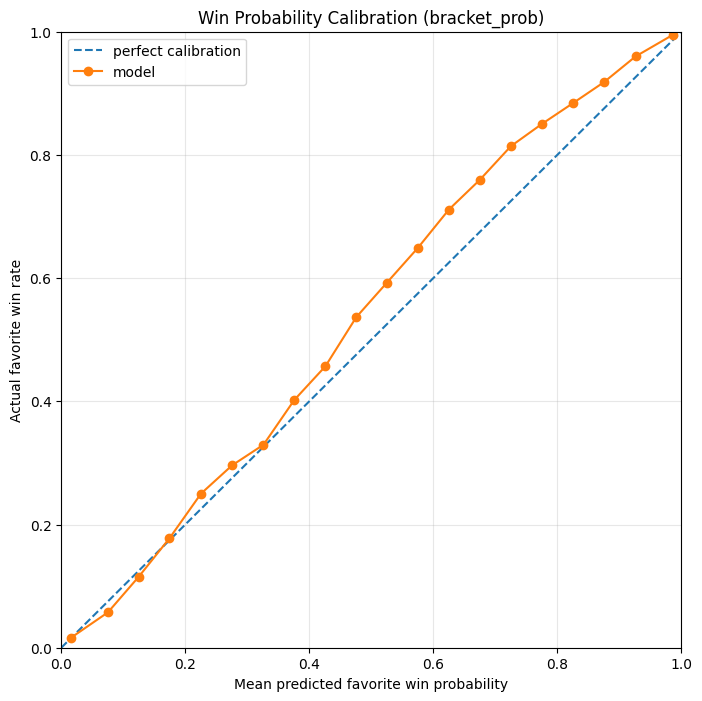 Win Probability Calibration (bracket_prob)
perfect calibration
model
Actual favorite win rate
1.0
0.8
0.6
0.4
0.2
0.0
0.0 0.2 0.4 0.6 0.8 1.0
Mean predicted favorite win probability